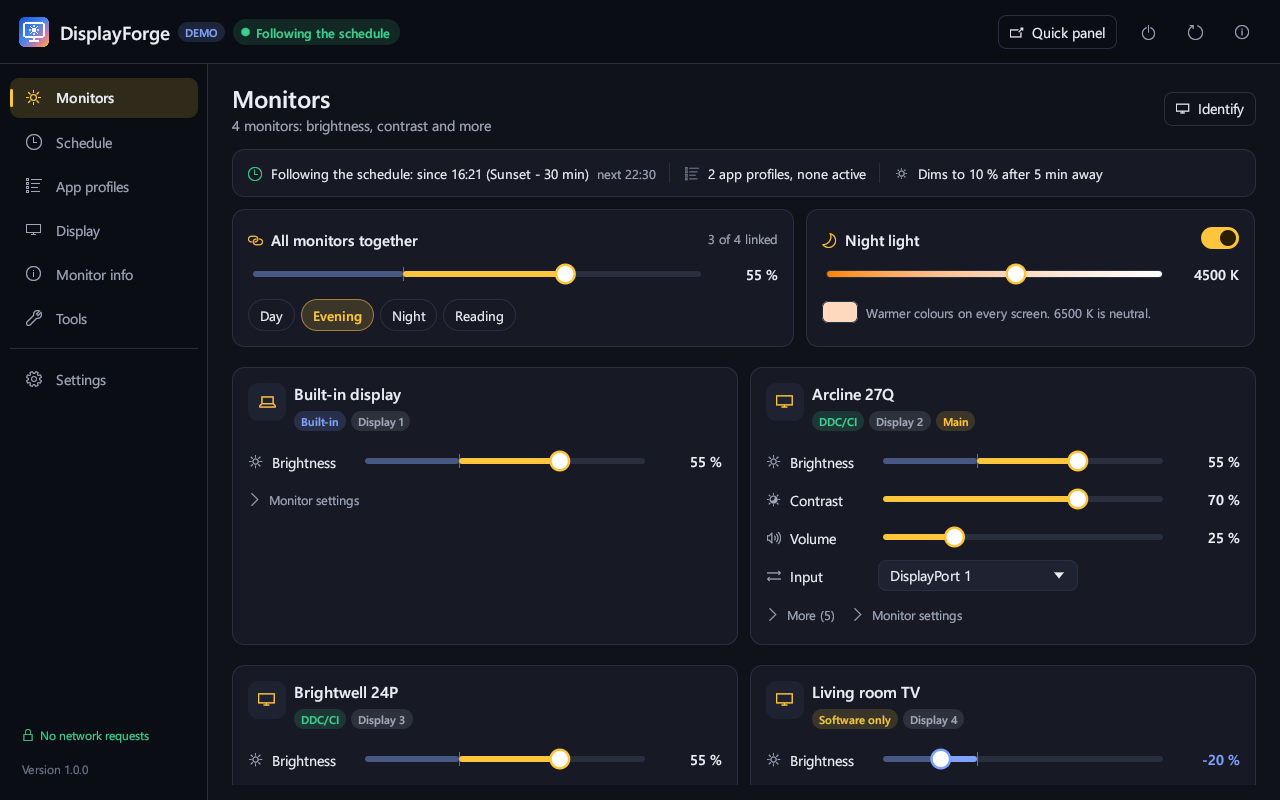 DisplayForge DEMO Following the schedule Quick panel
Monitors
Schedule
App profiles
Display
Monitor info
Tools
Settings
No network requests
Version 1.0.0
Monitors
4 monitors: brightness, contrast and more
Identify
Following the schedule: since 16:21 (Sunset - 30 min) next 22:30 2 app profiles, none active Dims to 10 % after 5 min away
All monitors together 3 of 4 linked
55 %
Day Evening Night Reading
Night light
4500 K
Warmer colours on every screen. 6500 K is neutral.
Built-in display
Built-in Display 1
Brightness 55 %
Monitor settings
Arcline 27Q
DDC/CI Display 2 Main
Brightness 55 %
Contrast 70 %
Volume 25 %
Input DisplayPort 1
More (5) Monitor settings
Brightwell 24P
DDC/CI Display 3
Brightness 55 %
Living room TV
Software only Display 4
Brightness -20 %